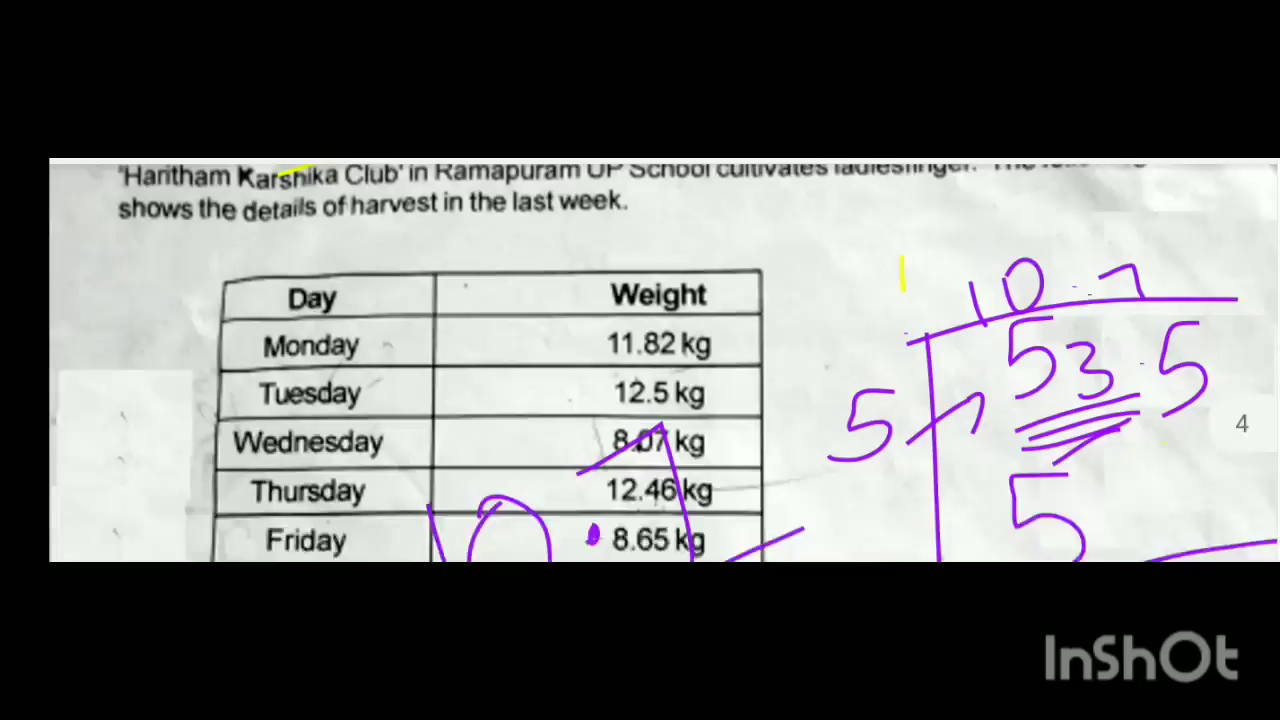 'Haritham Karshika Club' in Ramapuram UP School cultivates ladiesfinger.
shows the details of harvest in the last week.
Day Weight
Monday 11.82 kg
Tuesday 12.5 kg
Wednesday 8.07 kg
Thursday 12.46 kg
Friday 8.65 kg
10.7
5 53.5
5
10.7
4
InShOt